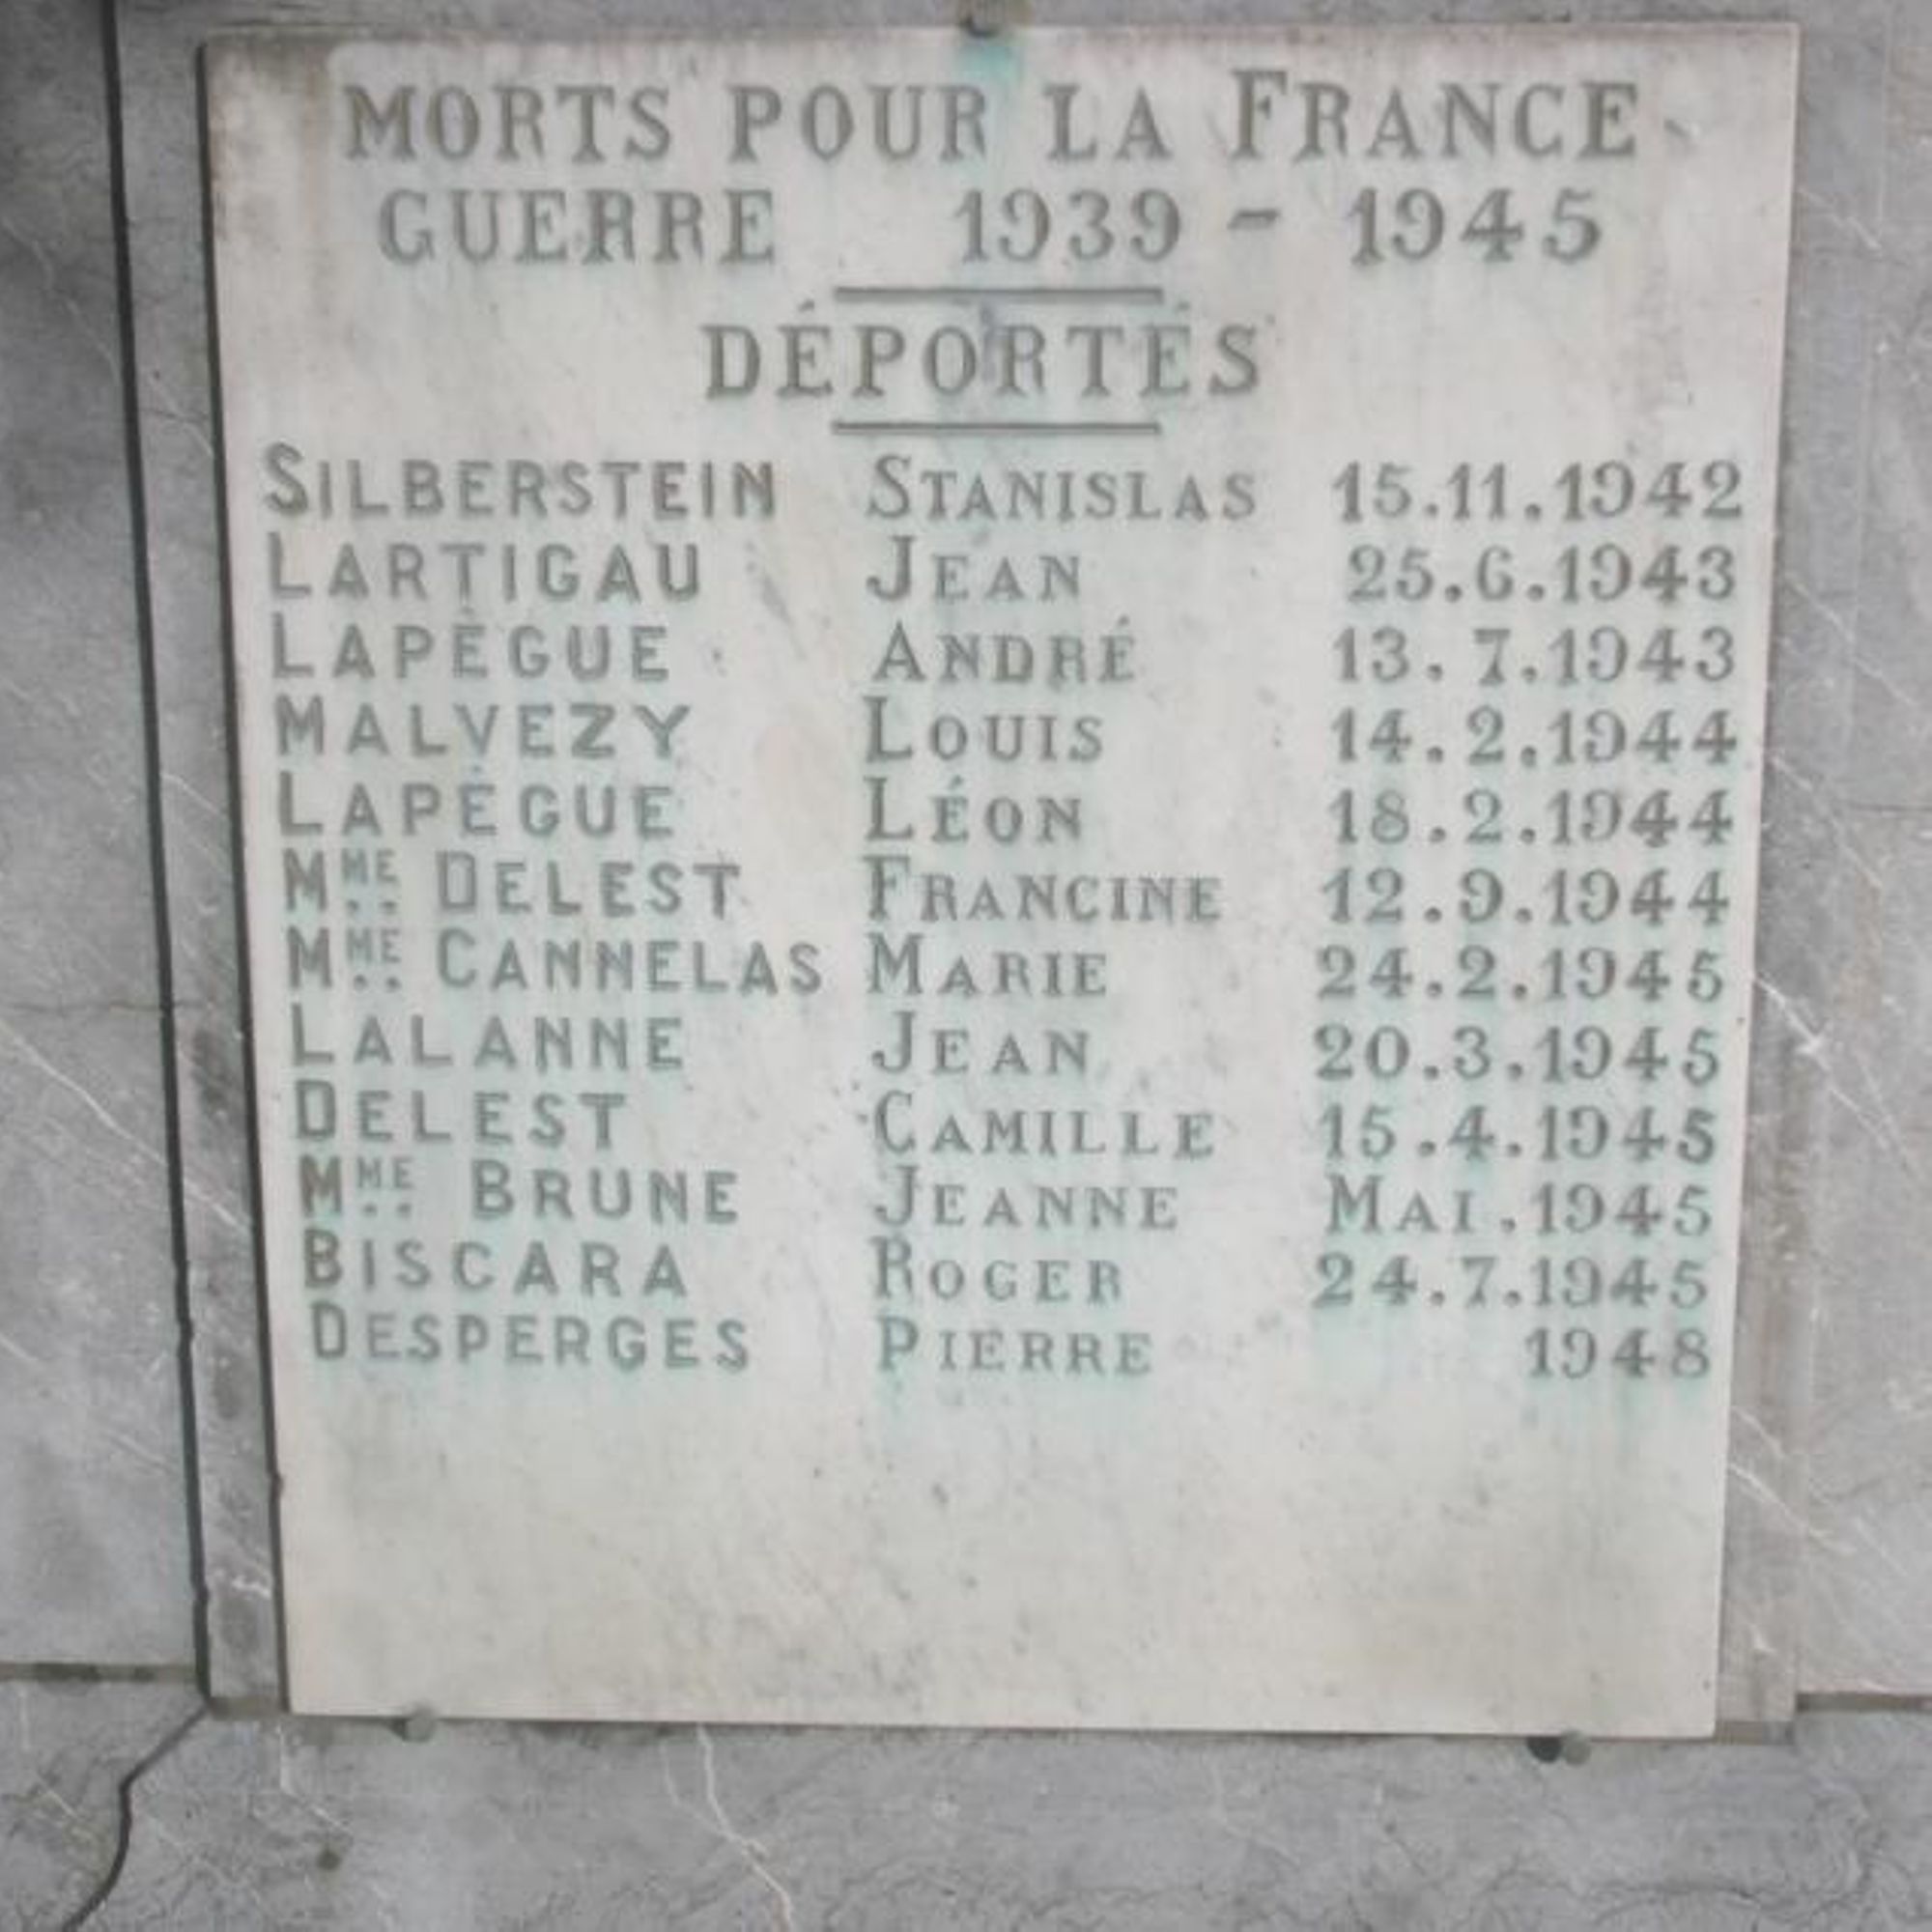 MORTS POUR LA FRANCE
GUERRE 1939 - 1945
DÉPORTÉS
SILBERSTEIN STANISLAS 15.11.1942
LARTIGAU JEAN 25.6.1943
LAPÈGUE ANDRÉ 13.7.1943
MALVEZY LOUIS 14.2.1944
LAPÈGUE LÉON 18.2.1944
MME DELEST FRANCINE 12.9.1944
MME CANNELAS MARIE 24.2.1945
LALANNE JEAN 20.3.1945
DELEST CAMILLE 15.4.1945
MME BRUNE JEANNE MAI.1945
BISCARA ROGER 24.7.1945
DESPERGES PIERRE 1948